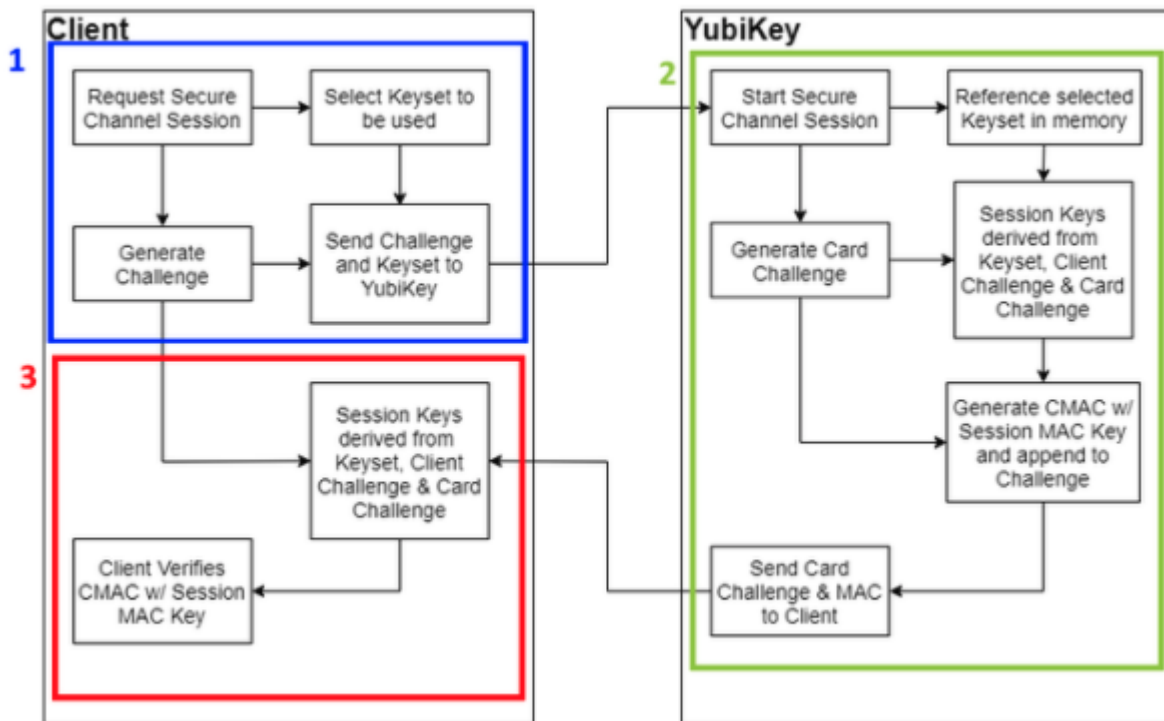 Client
1
Request Secure
Channel Session
Select Keyset to
be used
Generate
Challenge
Send Challenge
and Keyset to
YubiKey
3
Session Keys
derived from
Keyset, Client
Challenge & Card
Challenge
Client Verifies
CMAC w/ Session
MAC Key
YubiKey
2
Start Secure
Channel Session
Reference selected
Keyset in memory
Generate Card
Challenge
Session Keys
derived from
Keyset, Client
Challenge & Card
Challenge
Generate CMAC w/
Session MAC Key
and append to
Challenge
Send Card
Challenge & MAC
to Client